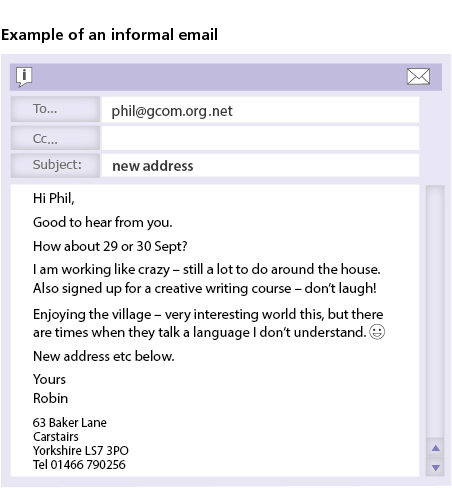 Example of an informal email
i
To...
phil@gcom.org.net
Cc...
Subject:
new address
Hi Phil,
Good to hear from you.
How about 29 or 30 Sept?
I am working like crazy – still a lot to do around the house.
Also signed up for a creative writing course – don't laugh!
Enjoying the village – very interesting world this, but there
are times when they talk a language I don't understand.
New address etc below.
Yours
Robin
63 Baker Lane
Carstairs
Yorkshire LS7 3PO
Tel 01466 790256